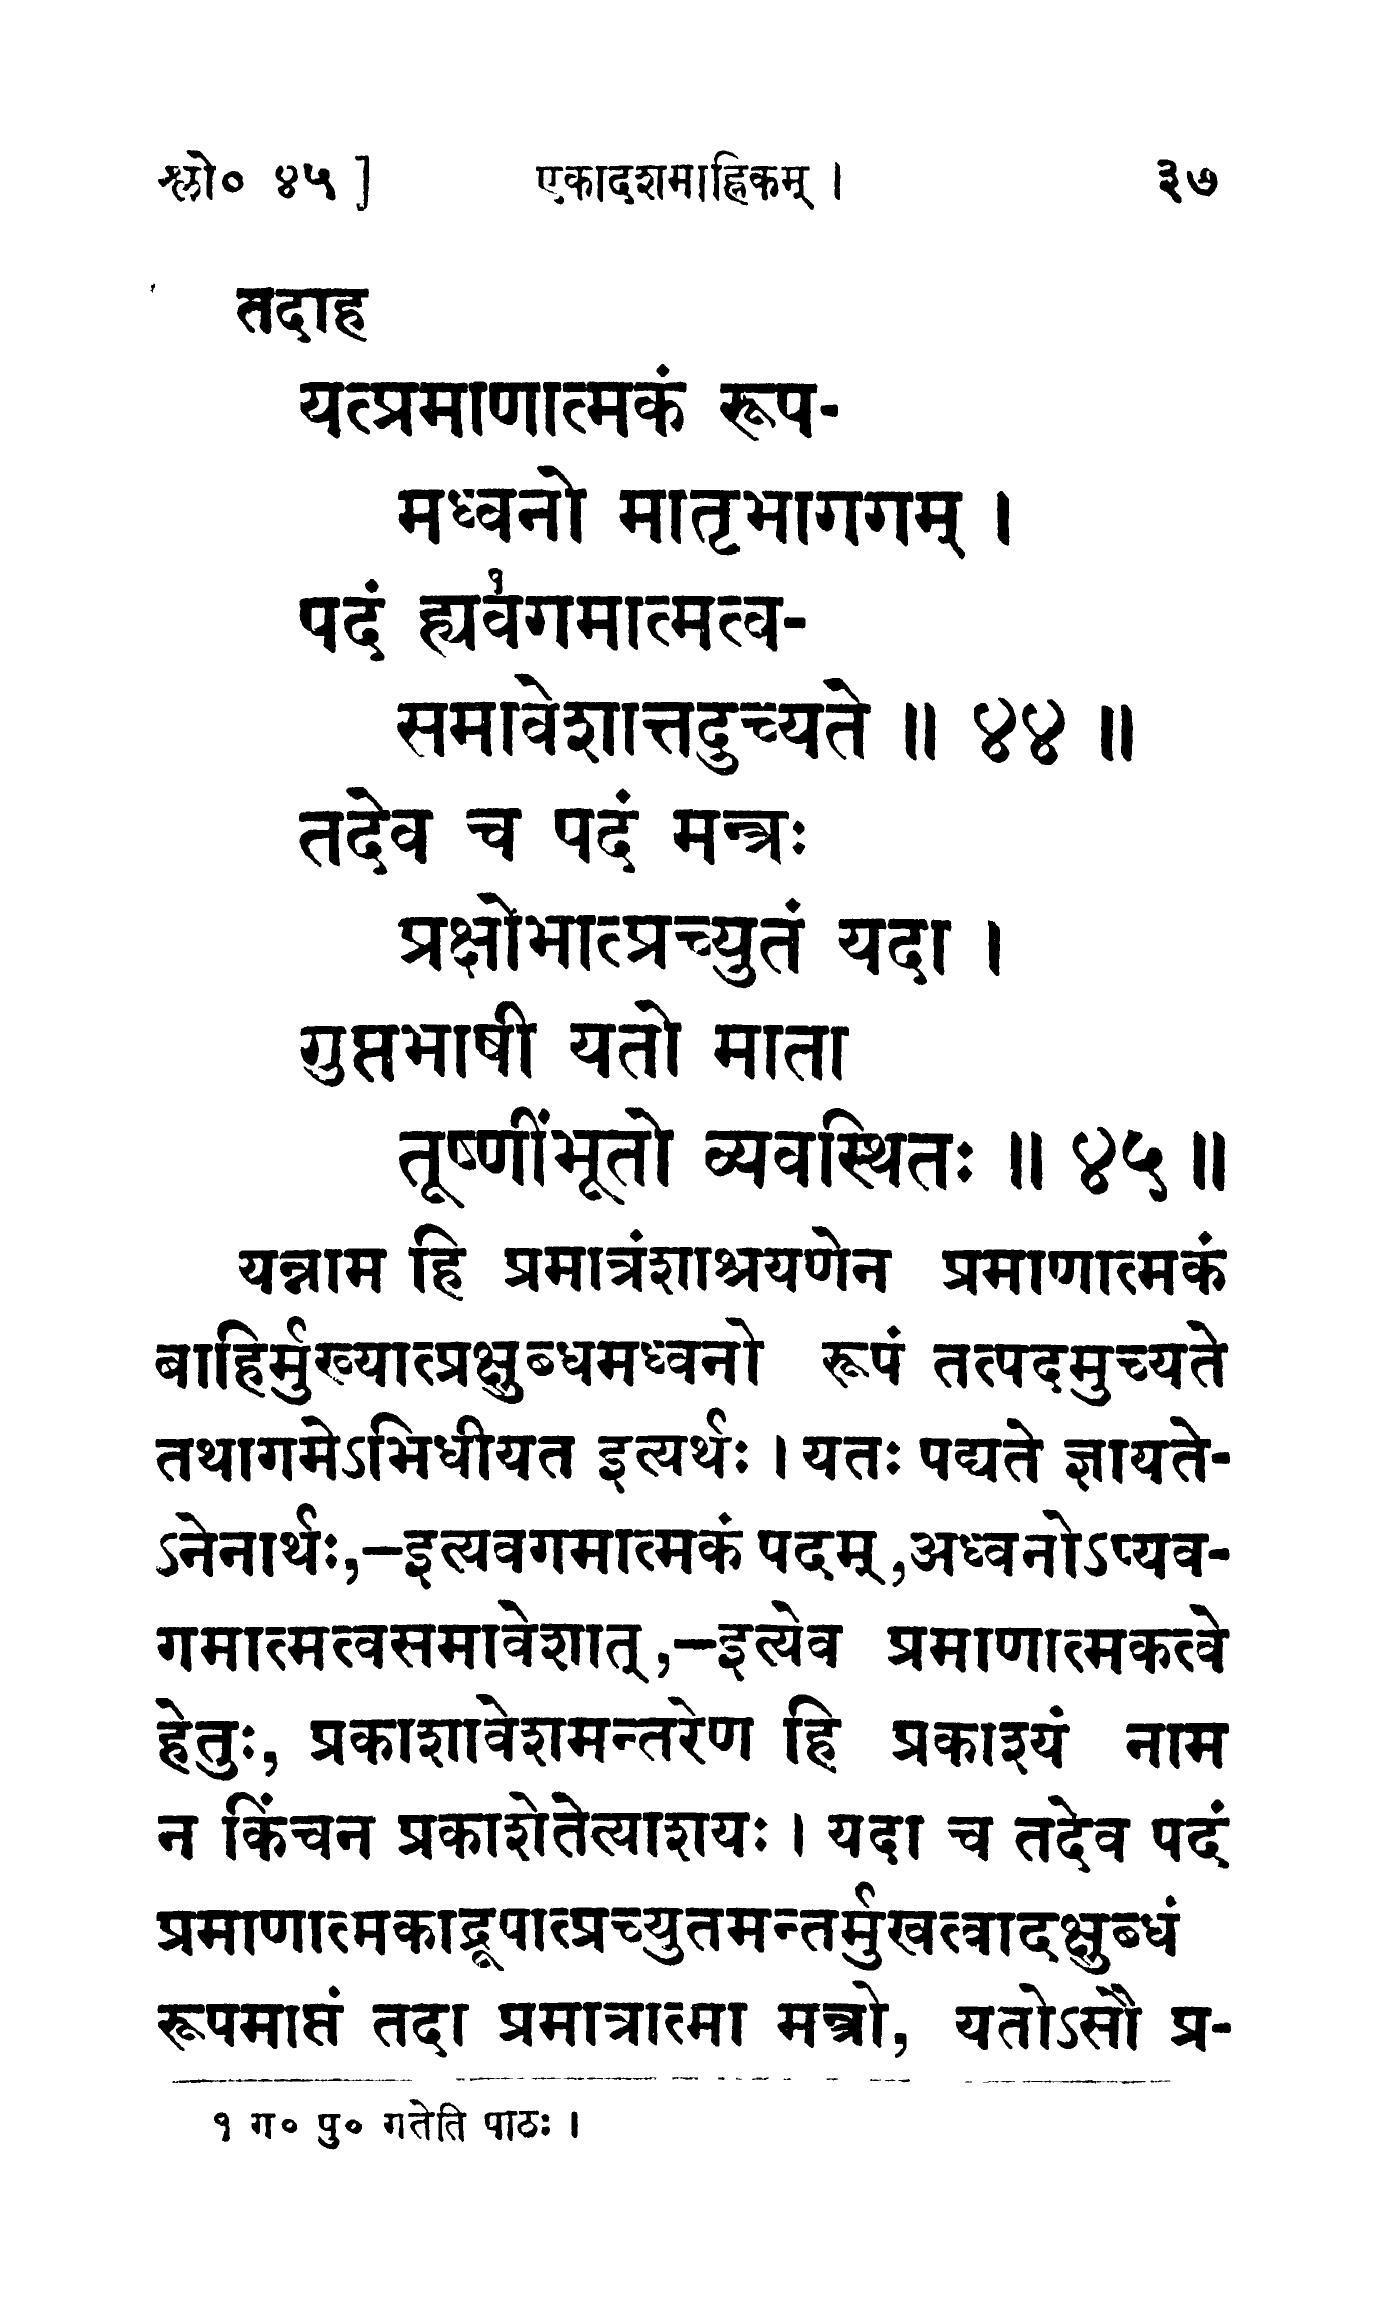 श्लो० ४५ ] एकादशमाह्निकम् । ३७
तदाह
यत्प्रमाणात्मकं रूप-
मध्वनो मातृभागगम् ।
पदं ह्यव१गमात्मत्व-
समावेशात्तदुच्यते ॥ ४४ ॥
तदेव च पदं मन्त्रः
प्रक्षोभात्प्रच्युतं यदा ।
गुप्तभाषी यतो माता
तूष्णींभूतो व्यवस्थितः ॥ ४५ ॥
यन्नाम हि प्रमात्रंशाश्रयणेन प्रमाणात्मकं
बाहिर्मुख्यात्प्रक्षुब्धमध्वनो रूपं तत्पदमुच्यते
तथागमेऽभिधीयत इत्यर्थः । यतः पद्यते ज्ञायते-
ऽनेनार्थः,—इत्यवगमात्मकं पदम्,अध्वनोऽप्यव-
गमात्मत्वसमावेशात्,—इत्येव प्रमाणात्मकत्वे
हेतुः, प्रकाशावेशमन्तरेण हि प्रकाश्यं नाम
न किंचन प्रकाशेतेत्याशयः । यदा च तदेव पदं
प्रमाणात्मकाद्रूपात्प्रच्युतमन्तर्मुखत्वादक्षुब्धं
रूपमाप्तं तदा प्रमात्रात्मा मन्त्रो, यतोऽसौ प्र-
१ ग० पु० गतेति पाठः ।